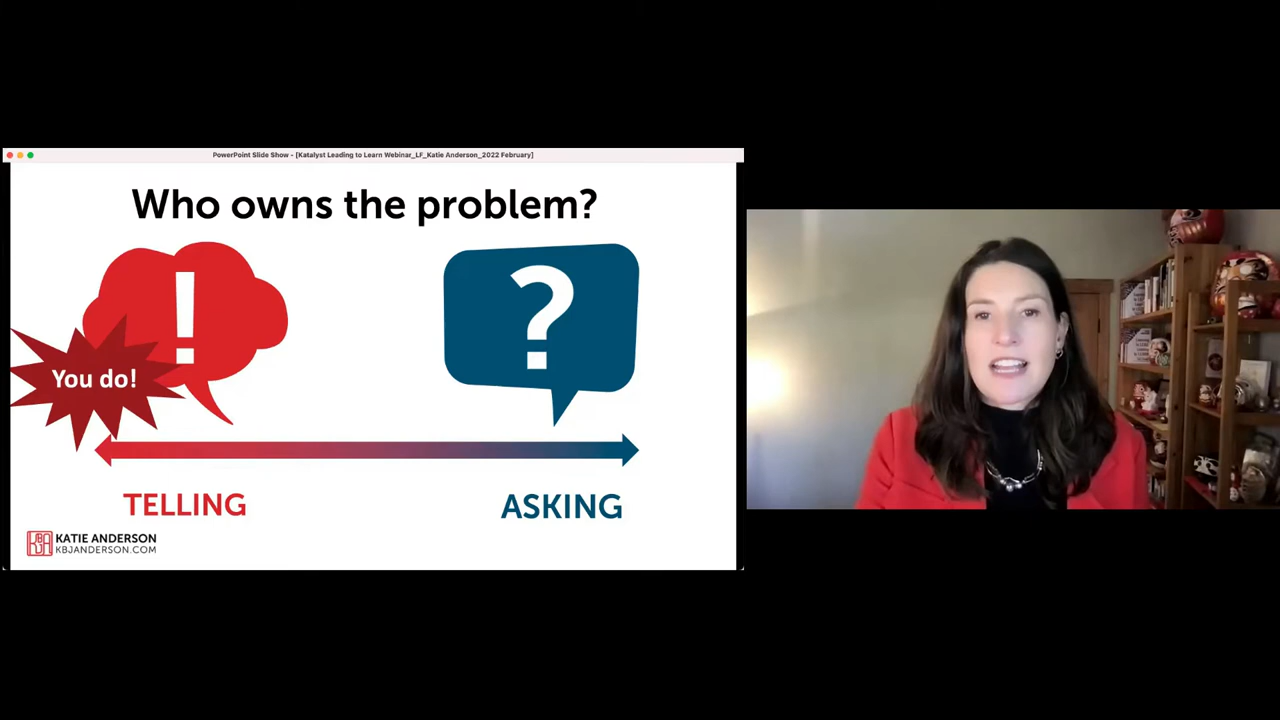 PowerPoint Slide Show - [Katalyst Leading to Learn Webinar_LF_Katie Anderson_2022 February]
Who owns the problem?
!
?
You do!
TELLING
ASKING
KATIE ANDERSON
KBJANDERSON.COM